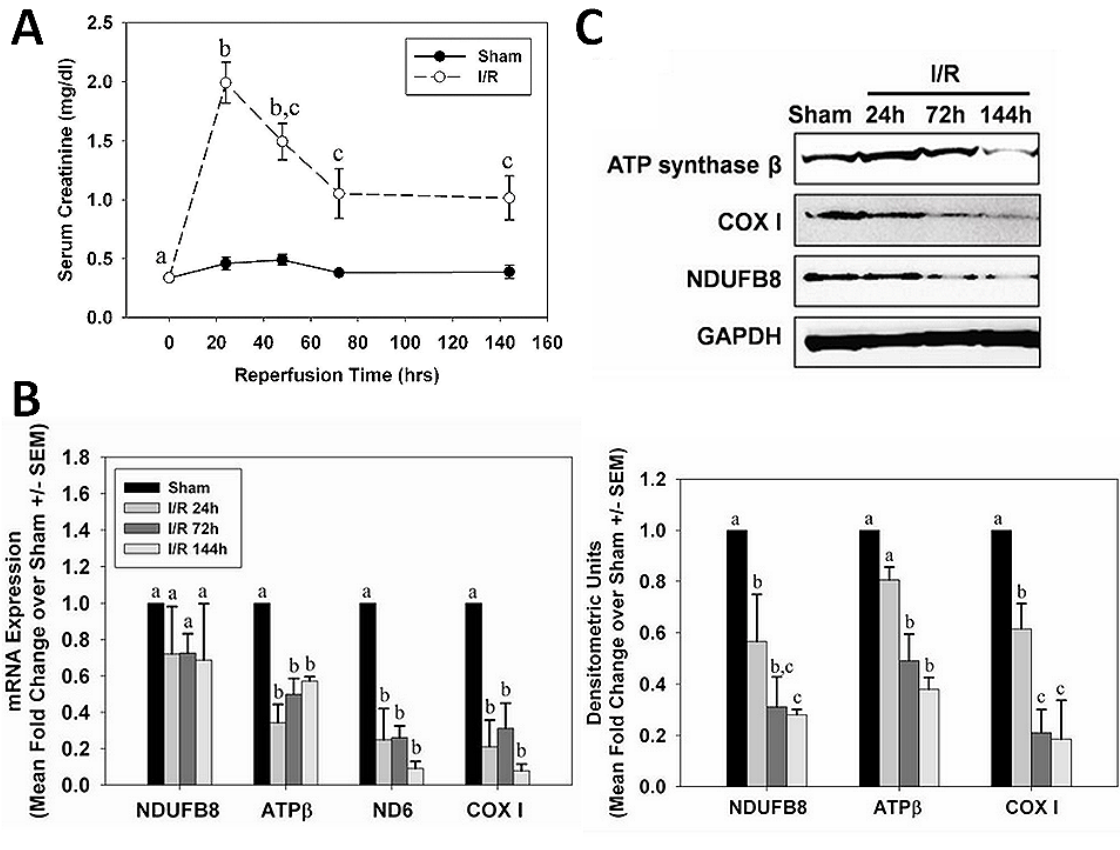 A
Serum Creatinine (mg/dl)
2.5
2.0
1.5
1.0
0.5
0.0
Sham
I/R
a
b
b,c
c
c
0 20 40 60 80 100 120 140 160
Reperfusion Time (hrs)
C
I/R
Sham 24h 72h 144h
ATP synthase β
COX I
NDUFB8
GAPDH
B
mRNA Expression
(Mean Fold Change over Sham +/- SEM)
1.8
1.6
1.4
1.2
1.0
0.8
0.6
0.4
0.2
0.0
Sham
I/R 24h
I/R 72h
I/R 144h
a a a a
a b b b
a b b b
a b b b
NDUFB8 ATPβ ND6 COX I
Densitometric Units
(Mean Fold Change over Sham +/- SEM)
1.2
1.0
0.8
0.6
0.4
0.2
0.0
a b b,c c
a a b b
a b c c
NDUFB8 ATPβ COX I